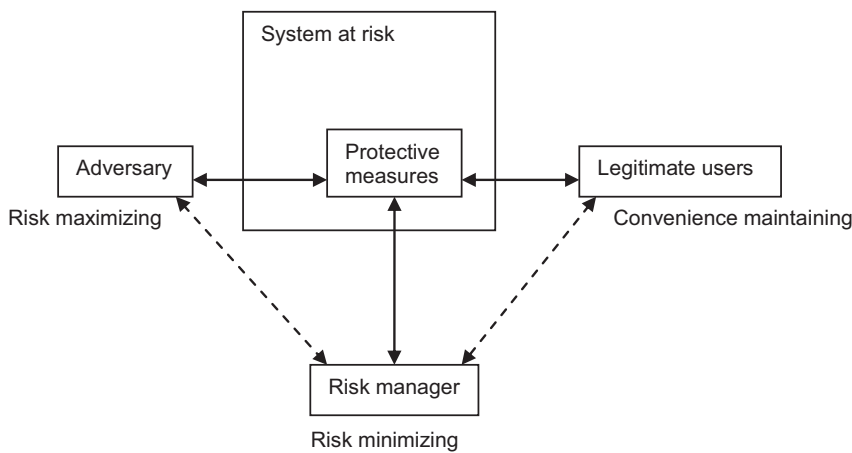 System at risk
Adversary
Protective
measures
Legitimate users
Risk maximizing
Convenience maintaining
Risk manager
Risk minimizing